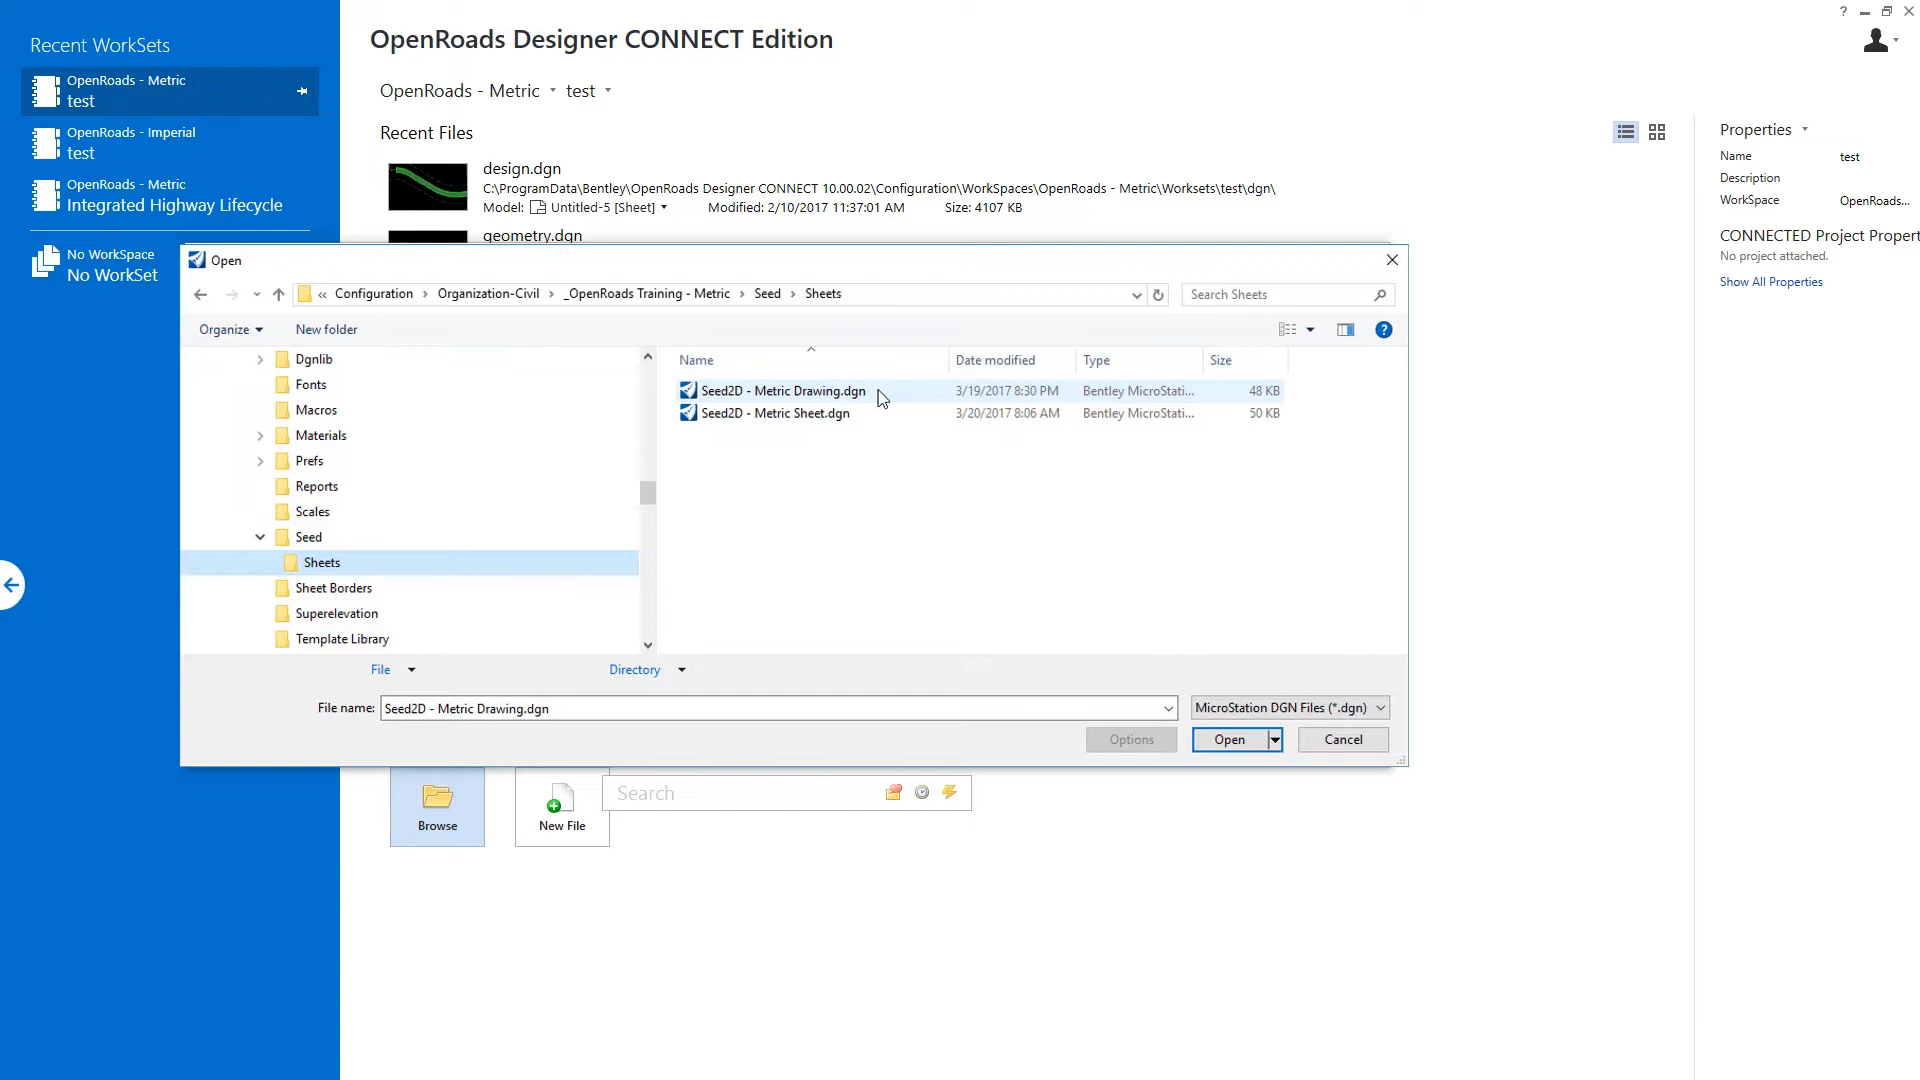 Recent WorkSets
OpenRoads - Metric
test
OpenRoads - Imperial
test
OpenRoads - Metric
Integrated Highway Lifecycle
No WorkSpace
No WorkSet
OpenRoads Designer CONNECT Edition
OpenRoads - Metric test
Recent Files
design.dgn
C:\ProgramData\Bentley\OpenRoads Designer CONNECT 10.00.02\Configuration\WorkSpaces\OpenRoads - Metric\Worksets\test\dgn\
Model: Untitled-5 [Sheet] Modified: 2/10/2017 11:37:01 AM Size: 4107 KB
geometry.dgn
?
Properties
Name test
Description
WorkSpace OpenRoads...
CONNECTED Project Propert
No project attached.
Show All Properties
Open
« Configuration › Organization-Civil › _OpenRoads Training - Metric › Seed › Sheets
Search Sheets
Organize New folder
?
Dgnlib
Fonts
Macros
Materials
Prefs
Reports
Scales
Seed
Sheets
Sheet Borders
Superelevation
Template Library
Name Date modified Type Size
Seed2D - Metric Drawing.dgn 3/19/2017 8:30 PM Bentley MicroStati... 48 KB
Seed2D - Metric Sheet.dgn 3/20/2017 8:06 AM Bentley MicroStati... 50 KB
File Directory
File name: Seed2D - Metric Drawing.dgn MicroStation DGN Files (*.dgn)
Options Open Cancel
Browse
New File
Search